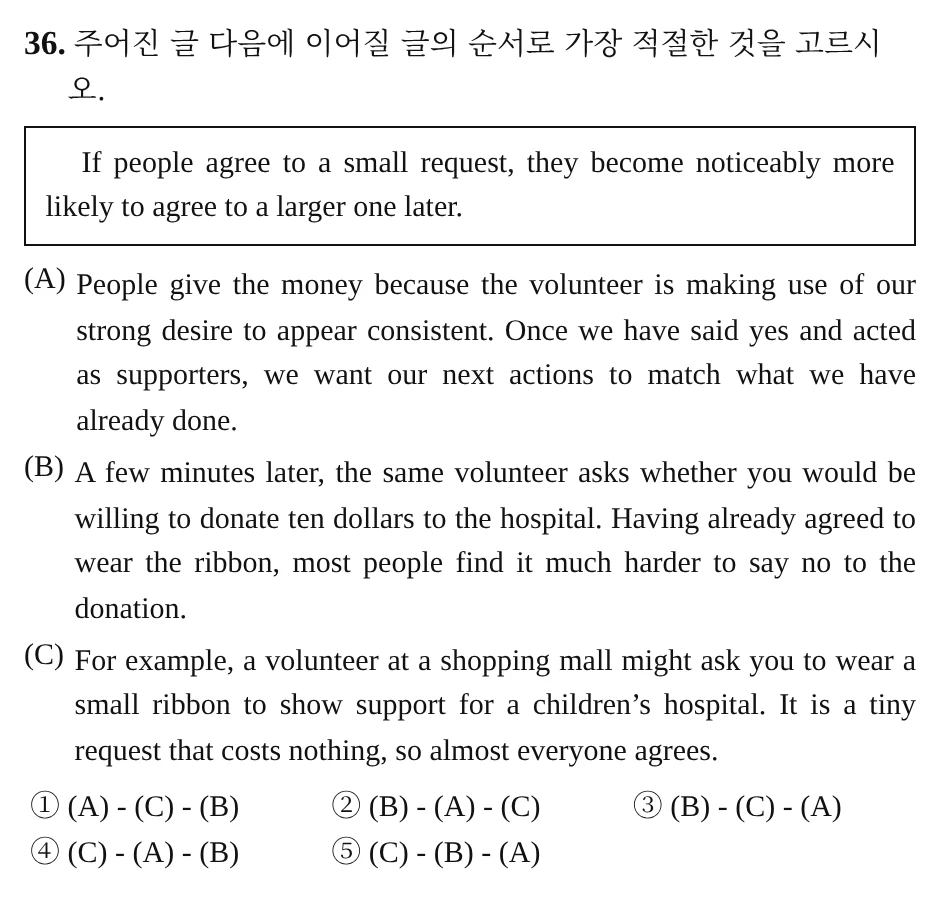 36. 주어진 글 다음에 이어질 글의 순서로 가장 적절한 것을 고르시
오.
If people agree to a small request, they become noticeably more
likely to agree to a larger one later.
(A) People give the money because the volunteer is making use of our
strong desire to appear consistent. Once we have said yes and acted
as supporters, we want our next actions to match what we have
already done.
(B) A few minutes later, the same volunteer asks whether you would be
willing to donate ten dollars to the hospital. Having already agreed to
wear the ribbon, most people find it much harder to say no to the
donation.
(C) For example, a volunteer at a shopping mall might ask you to wear a
small ribbon to show support for a children’s hospital. It is a tiny
request that costs nothing, so almost everyone agrees.
① (A) - (C) - (B) ② (B) - (A) - (C) ③ (B) - (C) - (A)
④ (C) - (A) - (B) ⑤ (C) - (B) - (A)